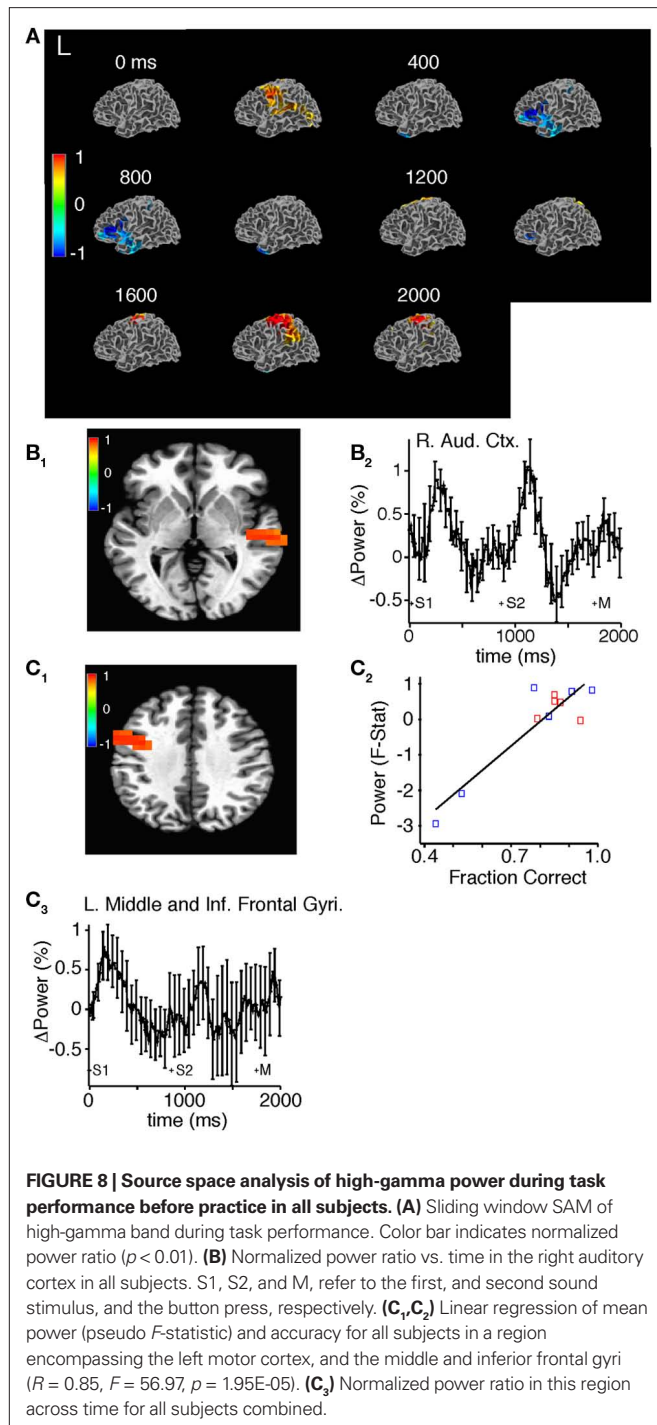 A
L
0 ms
400
1
0
-1
800
1200
1600
2000
B1
1
0
-1
B2
R. Aud. Ctx.
ΔPower (%)
1
0.5
0
-0.5
+S1
+S2
+M
0
1000
2000
time (ms)
C1
1
0
-1
C2
Power (F-Stat)
1
0
-1
-2
-3
0.4
0.7
1.0
Fraction Correct
C3
L. Middle and Inf. Frontal Gyri.
ΔPower (%)
1
0.5
0
-0.5
+S1
+S2
+M
0
1000
2000
time (ms)
FIGURE 8 | Source space analysis of high-gamma power during task
performance before practice in all subjects. (A) Sliding window SAM of
high-gamma band during task performance. Color bar indicates normalized
power ratio (p < 0.01). (B) Normalized power ratio vs. time in the right auditory
cortex in all subjects. S1, S2, and M, refer to the first, and second sound
stimulus, and the button press, respectively. (C1,C2) Linear regression of mean
power (pseudo F-statistic) and accuracy for all subjects in a region
encompassing the left motor cortex, and the middle and inferior frontal gyri
(R = 0.85, F = 56.97, p = 1.95E-05). (C3) Normalized power ratio in this region
across time for all subjects combined.